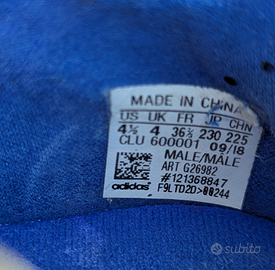 MADE IN CHINA
US UK FR JP CHN
4½ 4 36⅔ 230 225
CLU 600001 09/18
MALE/MALE
ART G26982
#121368847
adidas F9LTD2D>00244
subito